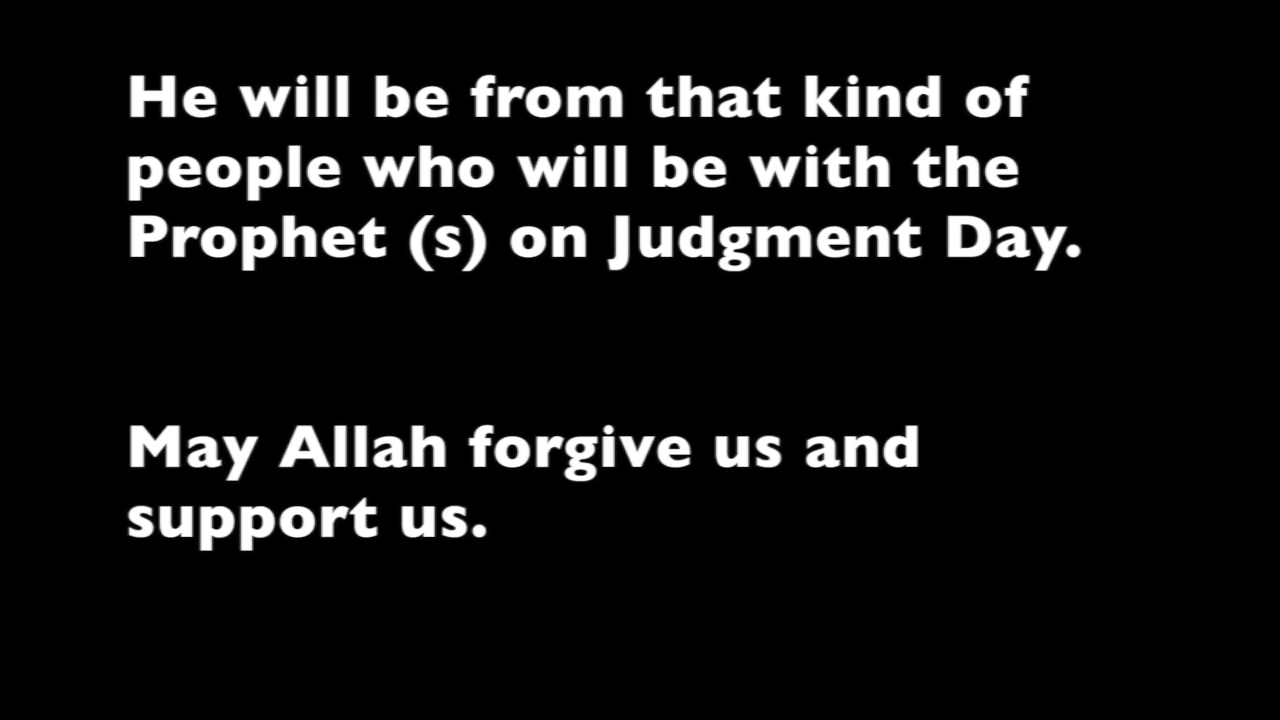 He will be from that kind of
people who will be with the
Prophet (s) on Judgment Day.
May Allah forgive us and
support us.